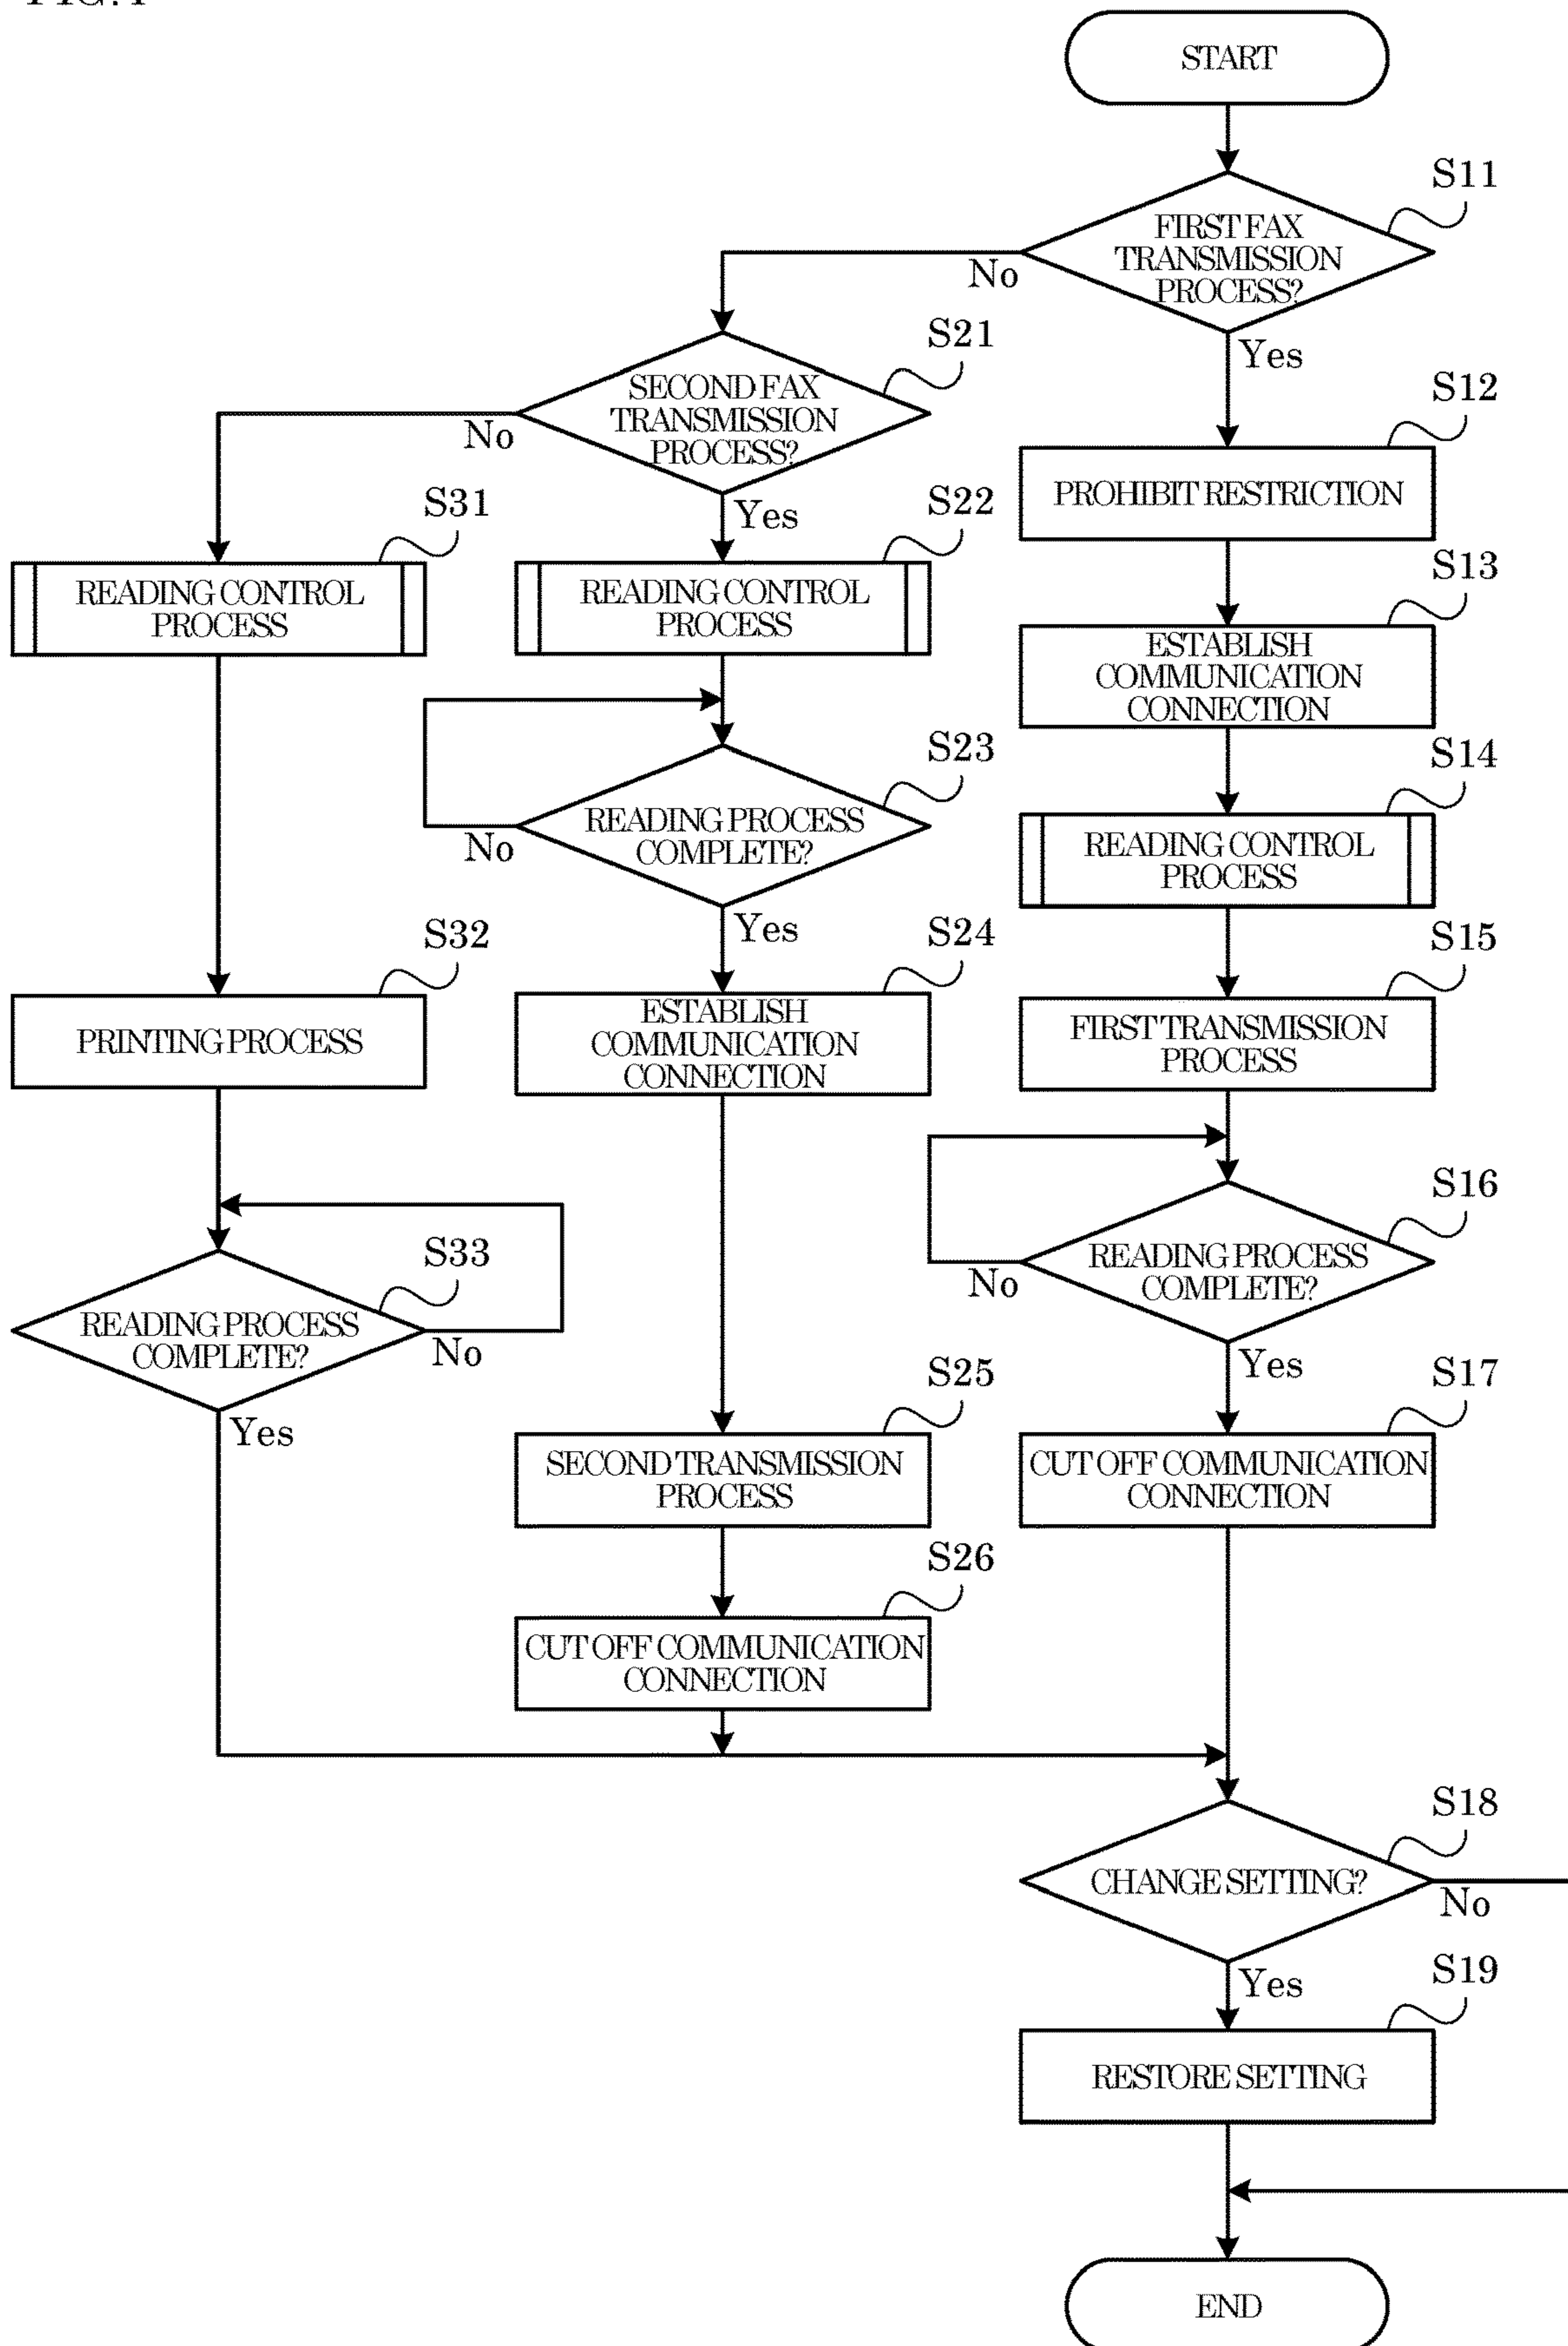 START
S11
FIRST FAX
TRANSMISSION
PROCESS?
No
Yes
S21
SECOND FAX
TRANSMISSION
PROCESS?
No
Yes
S12
PROHIBIT RESTRICTION
S31
READING CONTROL
PROCESS
S22
READING CONTROL
PROCESS
S13
ESTABLISH
COMMUNICATION
CONNECTION
S23
READING PROCESS
COMPLETE?
No
Yes
S14
READING CONTROL
PROCESS
S32
PRINTING PROCESS
S24
ESTABLISH
COMMUNICATION
CONNECTION
S15
FIRST TRANSMISSION
PROCESS
S33
READING PROCESS
COMPLETE?
No
Yes
S16
READING PROCESS
COMPLETE?
No
Yes
S25
SECOND TRANSMISSION
PROCESS
S17
CUT OFF COMMUNICATION
CONNECTION
S26
CUT OFF COMMUNICATION
CONNECTION
S18
CHANGE SETTING?
No
Yes
S19
RESTORE SETTING
END